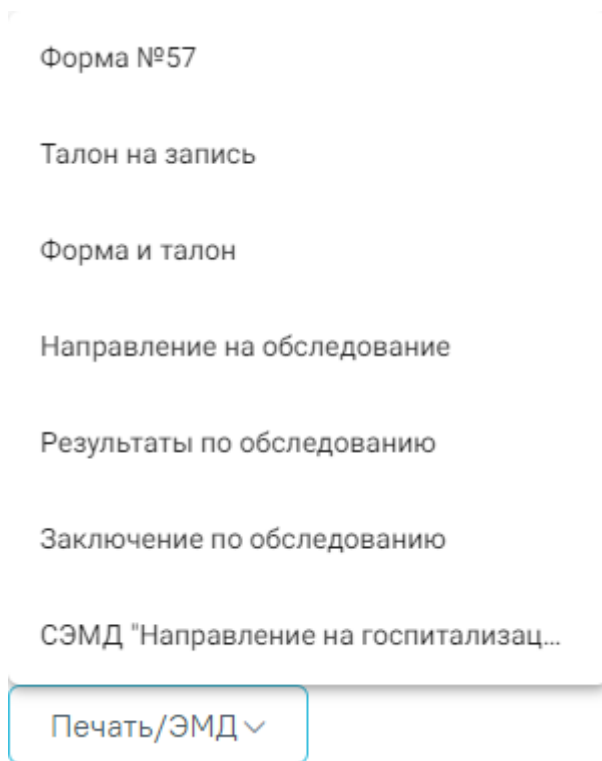 Форма №57
Талон на запись
Форма и талон
Направление на обследование
Результаты по обследованию
Заключение по обследованию
СЭМД "Направление на госпитализац...
Печать/ЭМД